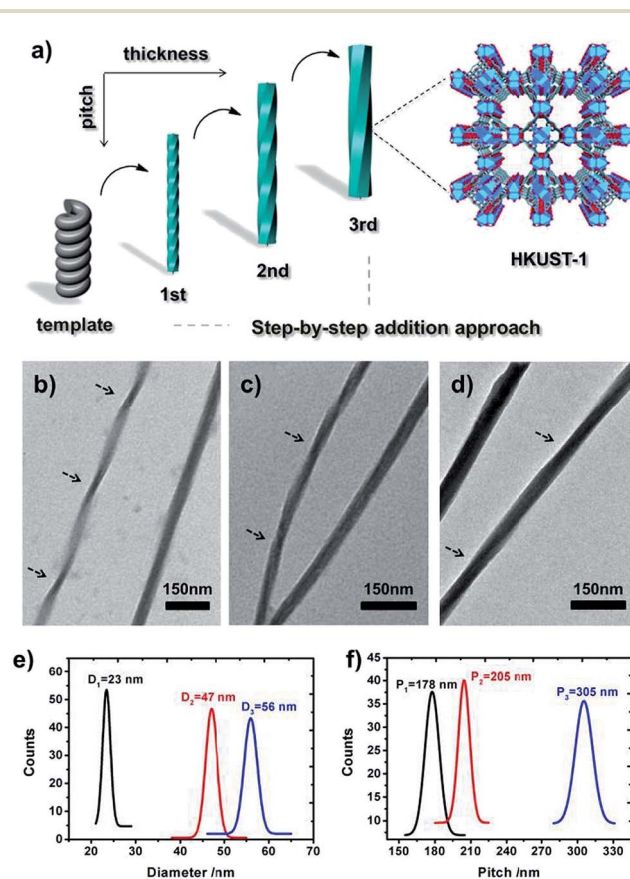 a)
thickness
pitch
3rd
2nd
1st
HKUST-1
template
Step-by-step addition approach
b)
c)
d)
150nm
150nm
150nm
e)
D₁=23 nm
D₂=47 nm
D₃=56 nm
60
50
40
30
20
10
0
Counts
20 30 40 50 60 70
Diameter /nm
f)
P₁=178 nm
P₂=205 nm
P₃=305 nm
45
40
35
30
25
20
15
10
Counts
150 180 210 240 270 300 330
Pitch /nm